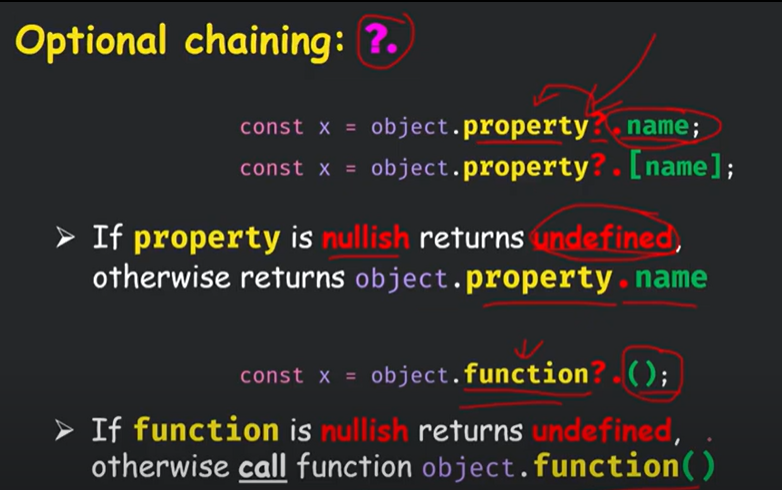 Optional chaining: ?.
const x = object.property?.name;
const x = object.property?.[name];
➤ If property is nullish returns undefined,
otherwise returns object.property.name
const x = object.function?.();
➤ If function is nullish returns undefined,
otherwise call function object.function()